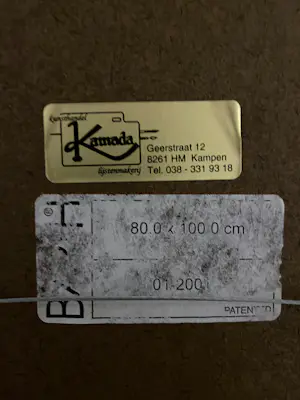 kunsthandel
Kamada
lijstenmakerij
Geerstraat 12
8261 HM Kampen
Tel. 038 - 331 93 18
80.0 x 100.0 cm
01-200
PATENTED